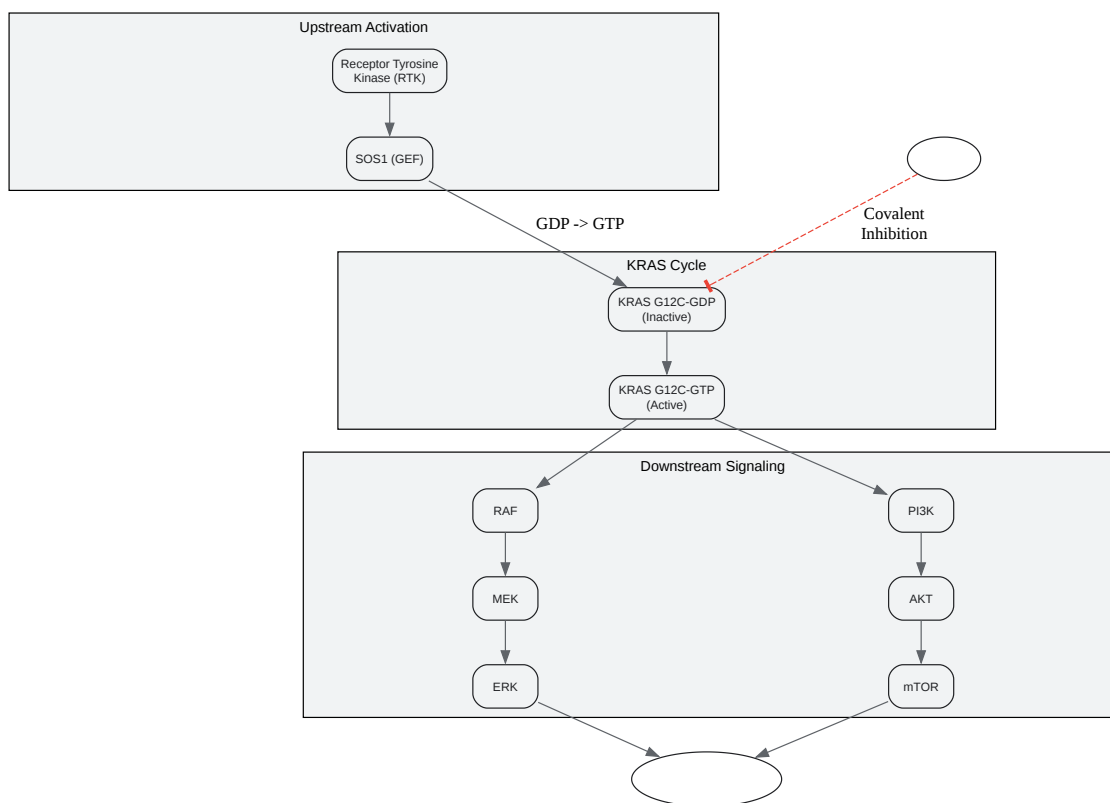 Upstream Activation
Receptor Tyrosine
Kinase (RTK)
SOS1 (GEF)
GDP -> GTP
Covalent
Inhibition
KRAS Cycle
KRAS G12C-GDP
(Inactive)
KRAS G12C-GTP
(Active)
Downstream Signaling
RAF
PI3K
MEK
AKT
ERK
mTOR